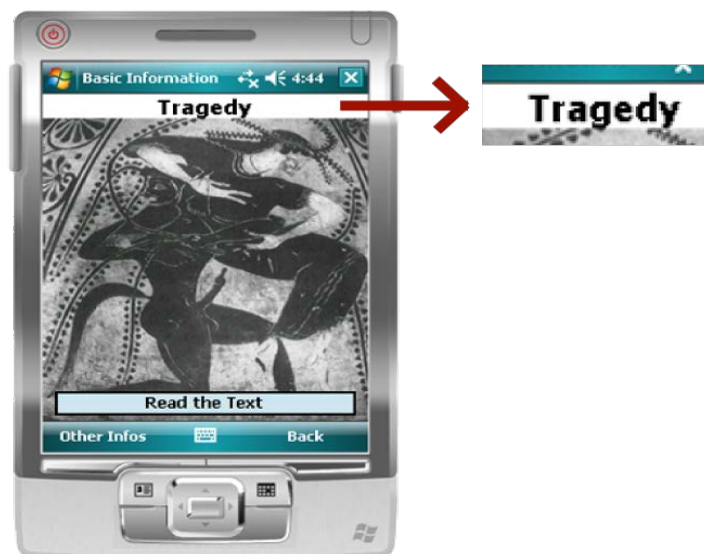 Basic Information 4:44
Tragedy
Tragedy
Read the Text
Other Infos Back